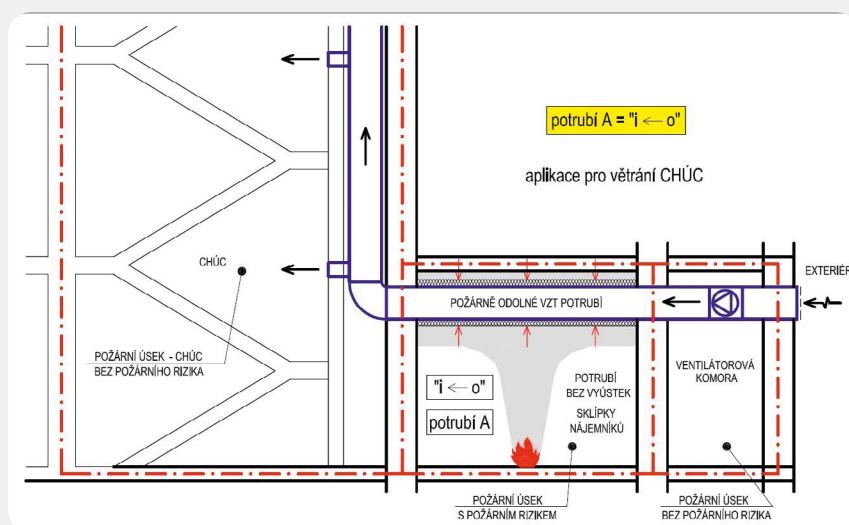 potrubí A = "i ← o"
aplikace pro větrání CHÚC
CHÚC
EXTERIÉR
POŽÁRNĚ ODOLNÉ VZT POTRUBÍ
POŽÁRNÍ ÚSEK - CHÚC
BEZ POŽÁRNÍHO RIZIKA
"i ← o"
potrubí A
POTRUBÍ
BEZ VYÚSTEK
SKLÍPKY
NÁJEMNÍKŮ
VENTILÁTOROVÁ
KOMORA
POŽÁRNÍ ÚSEK
S POŽÁRNÍM RIZIKEM
POŽÁRNÍ ÚSEK
BEZ POŽÁRNÍHO RIZIKA